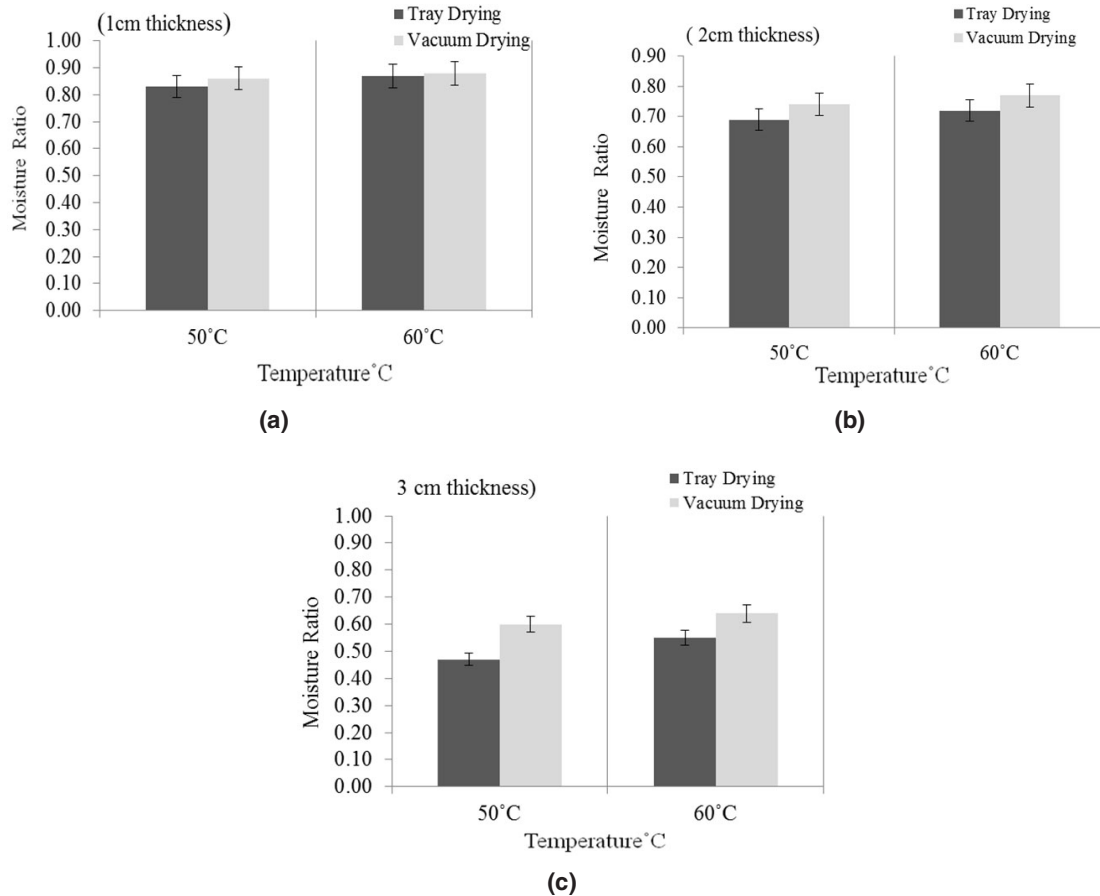 (1cm thickness)
Tray Drying
Vacuum Drying
1.00
0.90
0.80
0.70
0.60
0.50
0.40
0.30
0.20
0.10
0.00
Moisture Ratio
50˚C
60˚C
Temperature˚C
(a)
( 2cm thickness)
Tray Drying
Vacuum Drying
0.90
0.80
0.70
0.60
0.50
0.40
0.30
0.20
0.10
0.00
Moisture Ratio
50˚C
60˚C
Temperature˚C
(b)
3 cm thickness)
Tray Drying
Vacuum Drying
1.00
0.90
0.80
0.70
0.60
0.50
0.40
0.30
0.20
0.10
0.00
Moisture Ratio
50˚C
60˚C
Temperature˚C
(c)